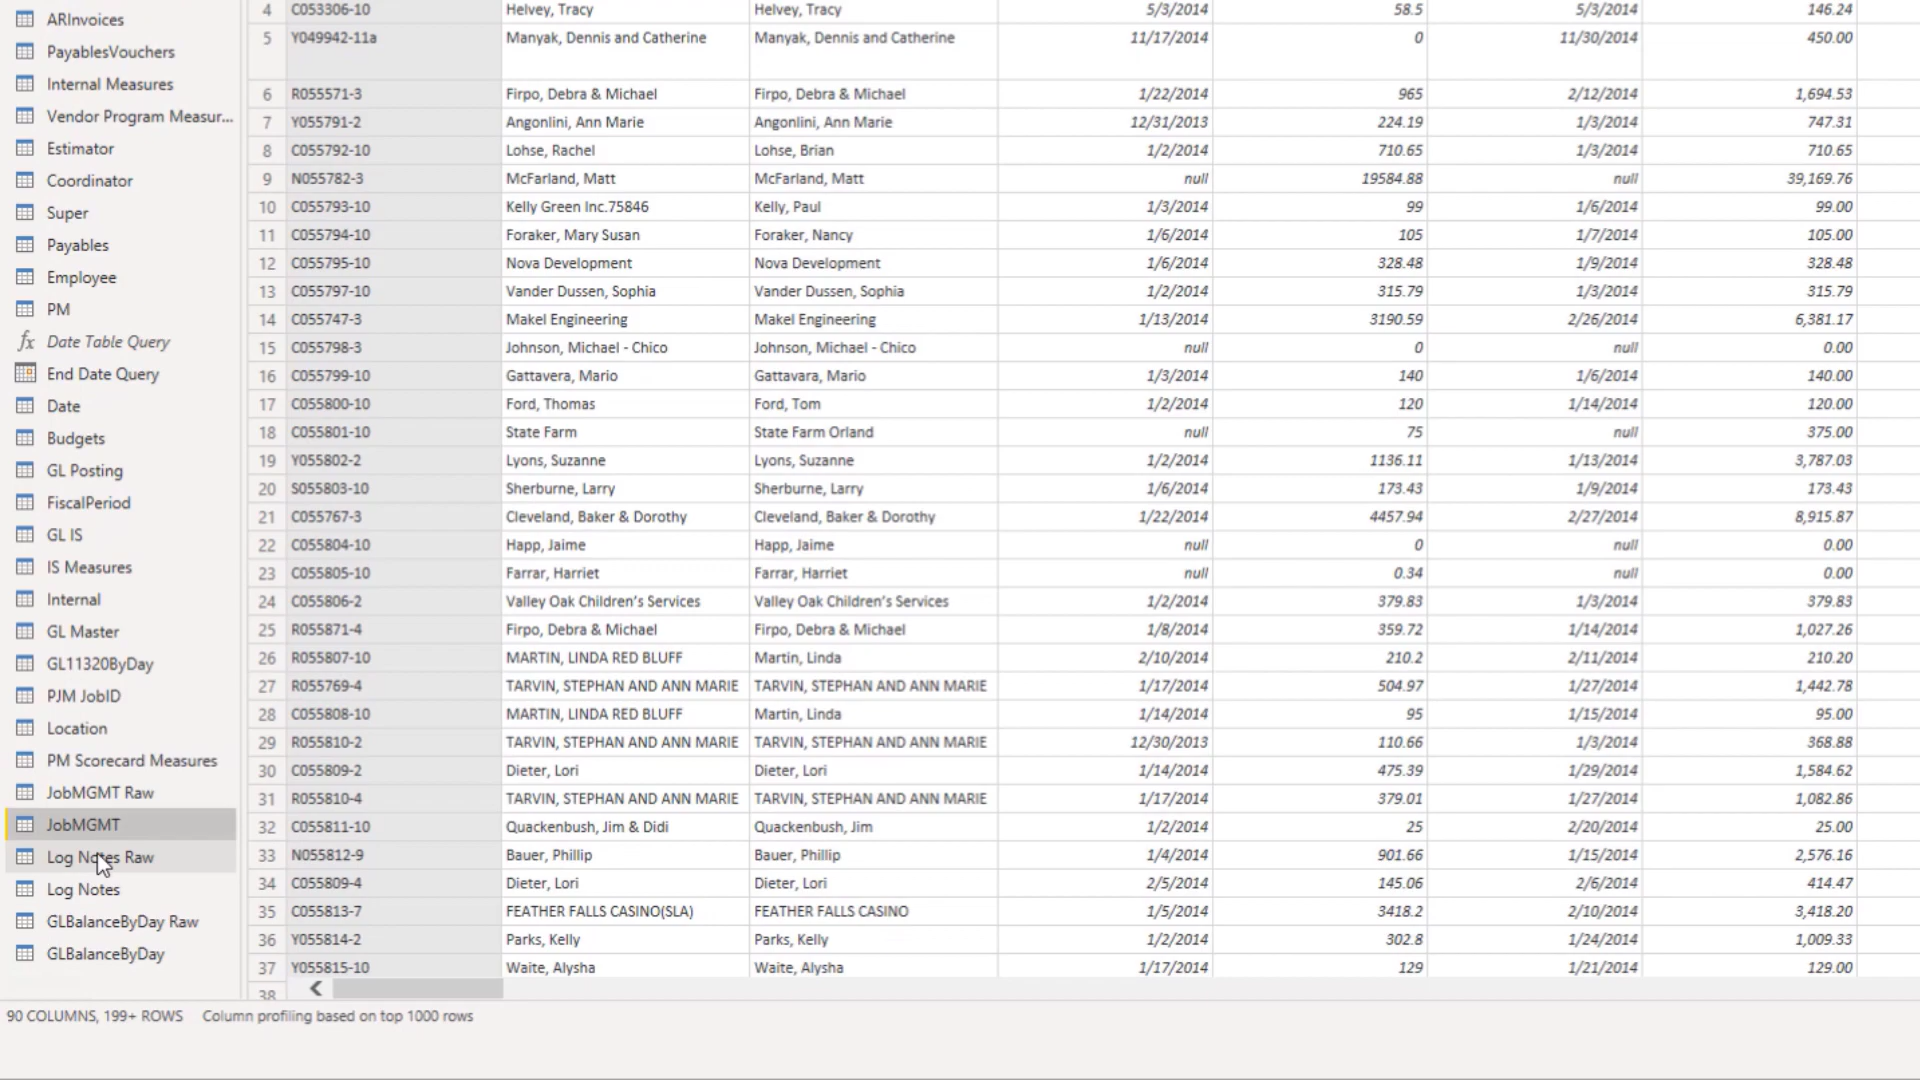 ARInvoices
PayablesVouchers
Internal Measures
Vendor Program Measur...
Estimator
Coordinator
Super
Payables
Employee
PM
fx Date Table Query
End Date Query
Date
Budgets
GL Posting
FiscalPeriod
GL IS
IS Measures
Internal
GL Master
GL11320ByDay
PJM JobID
Location
PM Scorecard Measures
JobMGMT Raw
JobMGMT
Log Notes Raw
Log Notes
GLBalanceByDay Raw
GLBalanceByDay
4 C053306-10 Helvey, Tracy Helvey, Tracy 5/3/2014 58.5 5/3/2014 146.24
5 Y049942-11a Manyak, Dennis and Catherine Manyak, Dennis and Catherine 11/17/2014 0 11/30/2014 450.00
6 R055571-3 Firpo, Debra & Michael Firpo, Debra & Michael 1/22/2014 965 2/12/2014 1,694.53
7 Y055791-2 Angonlini, Ann Marie Angonlini, Ann Marie 12/31/2013 224.19 1/3/2014 747.31
8 C055792-10 Lohse, Rachel Lohse, Brian 1/2/2014 710.65 1/3/2014 710.65
9 N055782-3 McFarland, Matt McFarland, Matt null 19584.88 null 39,169.76
10 C055793-10 Kelly Green Inc.75846 Kelly, Paul 1/3/2014 99 1/6/2014 99.00
11 C055794-10 Foraker, Mary Susan Foraker, Nancy 1/6/2014 105 1/7/2014 105.00
12 C055795-10 Nova Development Nova Development 1/6/2014 328.48 1/9/2014 328.48
13 C055797-10 Vander Dussen, Sophia Vander Dussen, Sophia 1/2/2014 315.79 1/3/2014 315.79
14 C055747-3 Makel Engineering Makel Engineering 1/13/2014 3190.59 2/26/2014 6,381.17
15 C055798-3 Johnson, Michael - Chico Johnson, Michael - Chico null 0 null 0.00
16 C055799-10 Gattavera, Mario Gattavara, Mario 1/3/2014 140 1/6/2014 140.00
17 C055800-10 Ford, Thomas Ford, Tom 1/2/2014 120 1/14/2014 120.00
18 C055801-10 State Farm State Farm Orland null 75 null 375.00
19 Y055802-2 Lyons, Suzanne Lyons, Suzanne 1/2/2014 1136.11 1/13/2014 3,787.03
20 S055803-10 Sherburne, Larry Sherburne, Larry 1/6/2014 173.43 1/9/2014 173.43
21 C055767-3 Cleveland, Baker & Dorothy Cleveland, Baker & Dorothy 1/22/2014 4457.94 2/27/2014 8,915.87
22 C055804-10 Happ, Jaime Happ, Jaime null 0 null 0.00
23 C055805-10 Farrar, Harriet Farrar, Harriet null 0.34 null 0.00
24 C055806-2 Valley Oak Children's Services Valley Oak Children's Services 1/2/2014 379.83 1/3/2014 379.83
25 R055871-4 Firpo, Debra & Michael Firpo, Debra & Michael 1/8/2014 359.72 1/14/2014 1,027.26
26 R055807-10 MARTIN, LINDA RED BLUFF Martin, Linda 2/10/2014 210.2 2/11/2014 210.20
27 R055769-4 TARVIN, STEPHAN AND ANN MARIE TARVIN, STEPHAN AND ANN MARIE 1/17/2014 504.97 1/27/2014 1,442.78
28 C055808-10 MARTIN, LINDA RED BLUFF Martin, Linda 1/14/2014 95 1/15/2014 95.00
29 R055810-2 TARVIN, STEPHAN AND ANN MARIE TARVIN, STEPHAN AND ANN MARIE 12/30/2013 110.66 1/3/2014 368.88
30 C055809-2 Dieter, Lori Dieter, Lori 1/14/2014 475.39 1/29/2014 1,584.62
31 R055810-4 TARVIN, STEPHAN AND ANN MARIE TARVIN, STEPHAN AND ANN MARIE 1/17/2014 379.01 1/27/2014 1,082.86
32 C055811-10 Quackenbush, Jim & Didi Quackenbush, Jim 1/2/2014 25 2/20/2014 25.00
33 N055812-9 Bauer, Phillip Bauer, Phillip 1/4/2014 901.66 1/15/2014 2,576.16
34 C055809-4 Dieter, Lori Dieter, Lori 2/5/2014 145.06 2/6/2014 414.47
35 C055813-7 FEATHER FALLS CASINO(SLA) FEATHER FALLS CASINO 1/5/2014 3418.2 2/10/2014 3,418.20
36 Y055814-2 Parks, Kelly Parks, Kelly 1/2/2014 302.8 1/24/2014 1,009.33
37 Y055815-10 Waite, Alysha Waite, Alysha 1/17/2014 129 1/21/2014 129.00
38
90 COLUMNS, 199+ ROWS Column profiling based on top 1000 rows